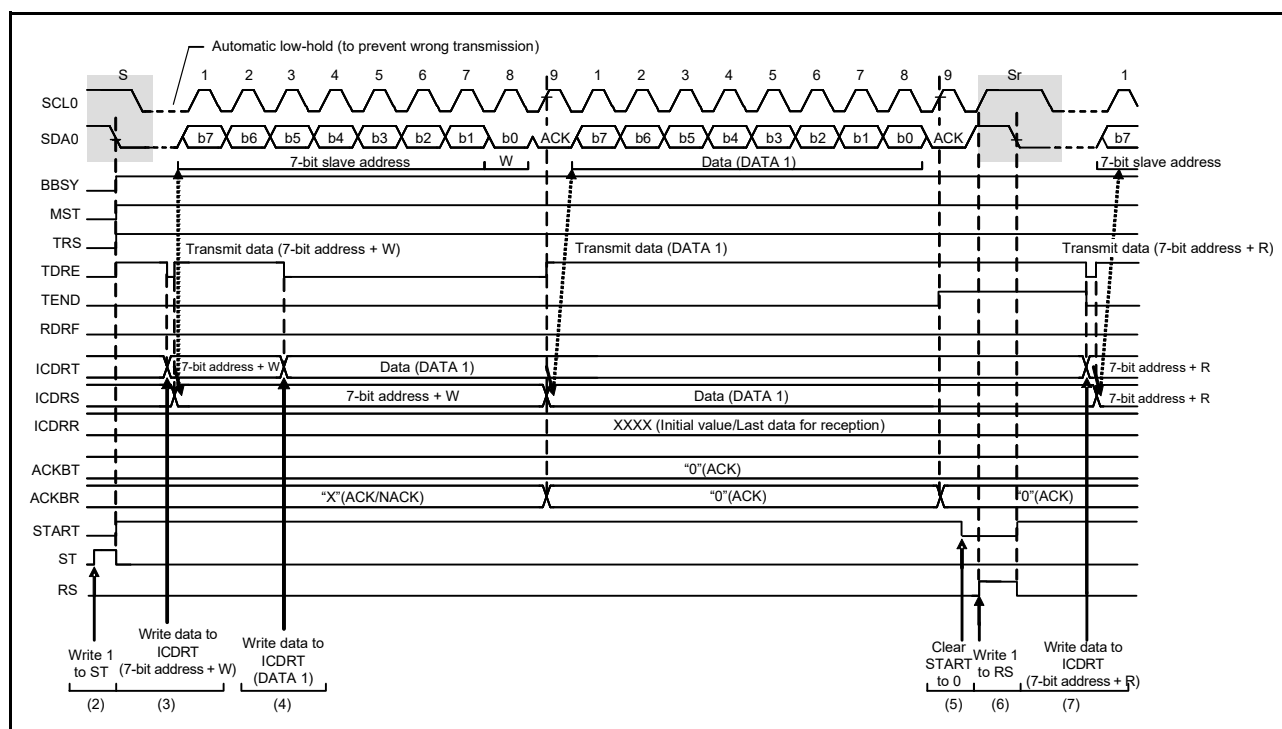 Automatic low-hold (to prevent wrong transmission)
S 1 2 3 4 5 6 7 8 9 1 2 3 4 5 6 7 8 9 Sr 1
SCL0
SDA0 b7 b6 b5 b4 b3 b2 b1 b0 ACK b7 b6 b5 b4 b3 b2 b1 b0 ACK b7
7-bit slave address W Data (DATA 1) 7-bit slave address
BBSY
MST
TRS
Transmit data (7-bit address + W) Transmit data (DATA 1) Transmit data (7-bit address + R)
TDRE
TEND
RDRF
ICDRT 7-bit address + W Data (DATA 1) 7-bit address + R
ICDRS 7-bit address + W Data (DATA 1) 7-bit address + R
ICDRR XXXX (Initial value/Last data for reception)
ACKBT "0"(ACK)
ACKBR "X"(ACK/NACK) "0"(ACK) "0"(ACK)
START
ST
RS
Write 1
to ST
Write data to
ICDRT
(7-bit address + W)
Write data to
ICDRT
(DATA 1)
Clear
START
to 0
Write 1
to RS
Write data to
ICDRT
(7-bit address + R)
(2) (3) (4) (5) (6) (7)